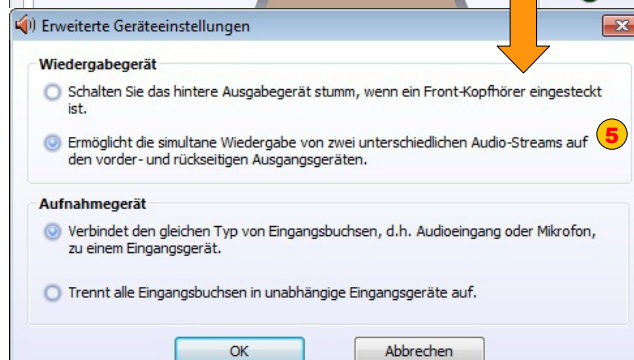 Erweiterte Geräteeinstellungen
Wiedergabegerät
Schalten Sie das hintere Ausgabegerät stumm, wenn ein Front-Kopfhörer eingesteckt
ist.
Ermöglicht die simultane Wiedergabe von zwei unterschiedlichen Audio-Streams auf
den vorder- und rückseitigen Ausgangsgeräten.
5
Aufnahmegerät
Verbindet den gleichen Typ von Eingangsbuchsen, d.h. Audioeingang oder Mikrofon,
zu einem Eingangsgerät.
Trennt alle Eingangsbuchsen in unabhängige Eingangsgeräte auf.
OK
Abbrechen